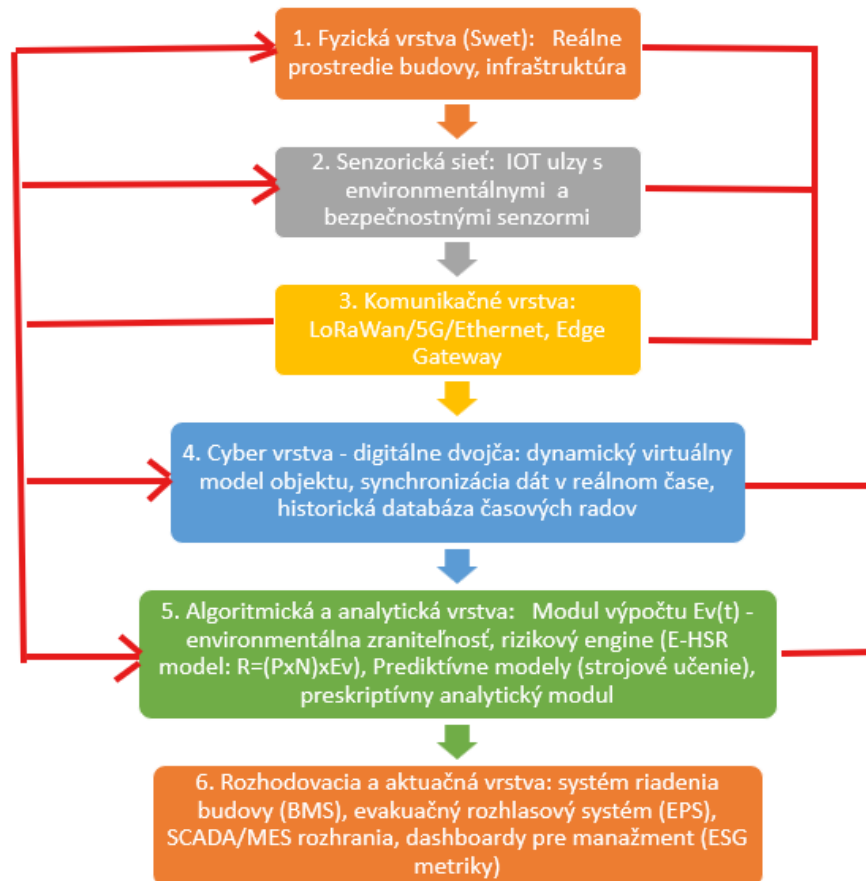 1. Fyzická vrstva (Swet): Reálne
prostredie budovy, infraštruktúra
2. Senzorická sieť: IOT ulzy s
environmentálnymi a
bezpečnostnými senzormi
3. Komunikačné vrstva:
LoRaWan/5G/Ethernet, Edge
Gateway
4. Cyber vrstva - digitálne dvojča: dynamický virtuálny
model objektu, synchronizácia dát v reálnom čase,
historická databáza časových radov
5. Algoritmická a analytická vrstva: Modul výpočtu Ev(t) -
environmentálna zraniteľnosť, rizikový engine (E-HSR
model: R=(PxN)xEv), Prediktívne modely (strojové učenie),
preskriptívny analytický modul
6. Rozhodovacia a aktuačná vrstva: systém riadenia
budovy (BMS), evakuačný rozhlasový systém (EPS),
SCADA/MES rozhrania, dashboardy pre manažment (ESG
metriky)